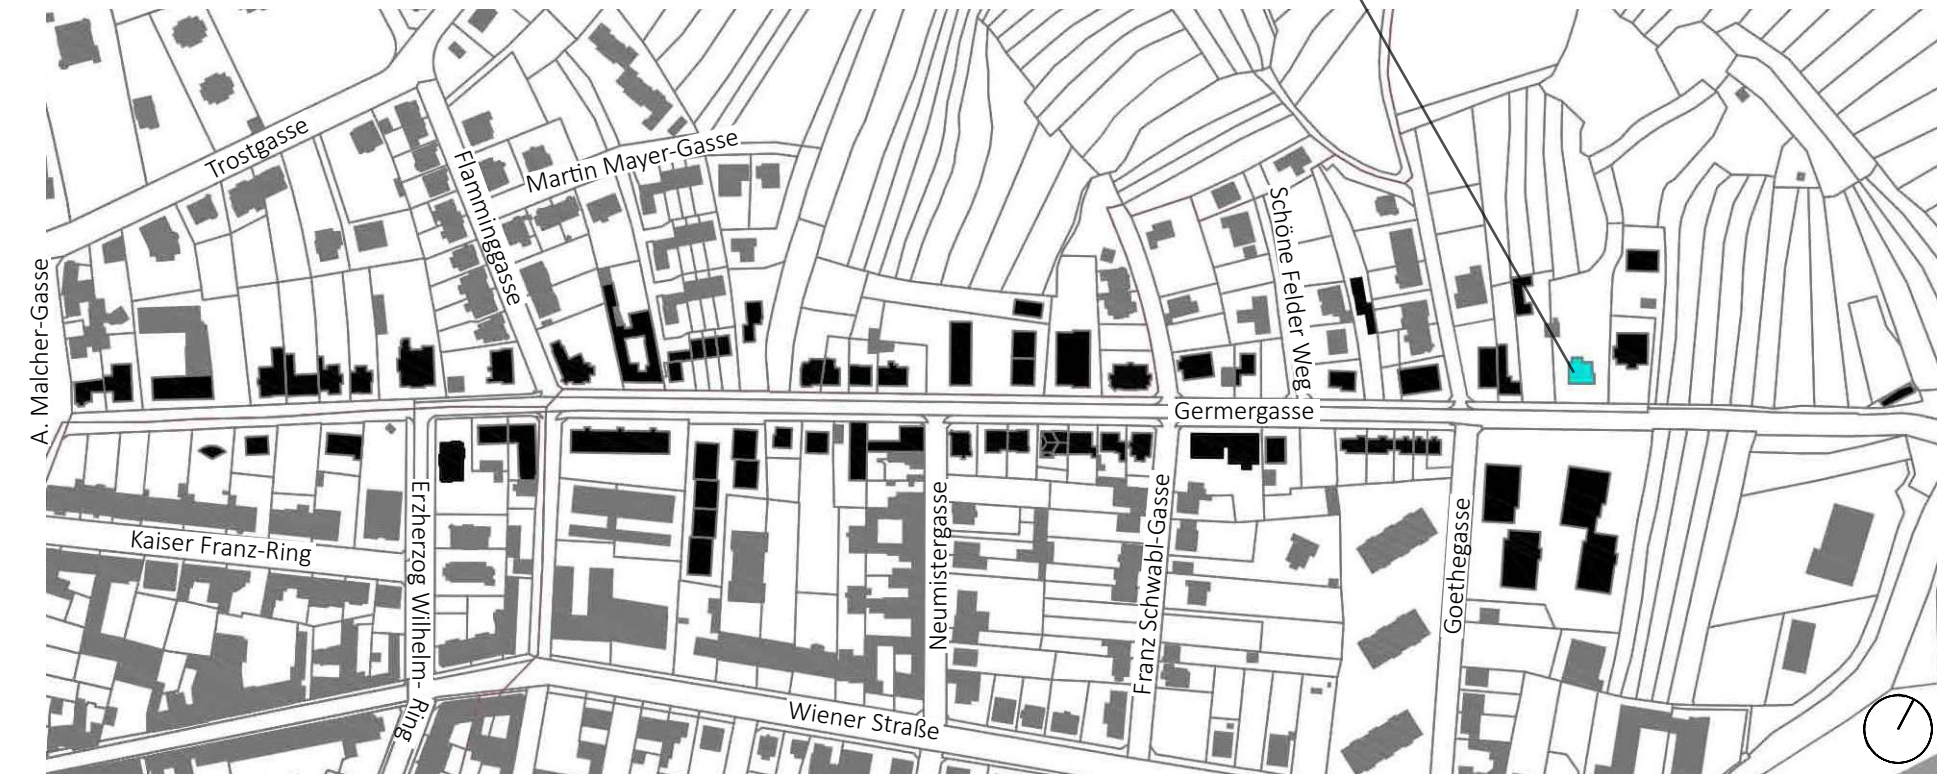 Trostgasse
Martin Mayer-Gasse
Flamminggasse
Schöne Felder Weg
A. Malcher-Gasse
Germergasse
Kaiser Franz-Ring
Erzherzog Wilhelm- Ring
Neumistergasse
Franz Schwabl-Gasse
Goethegasse
Wiener Straße